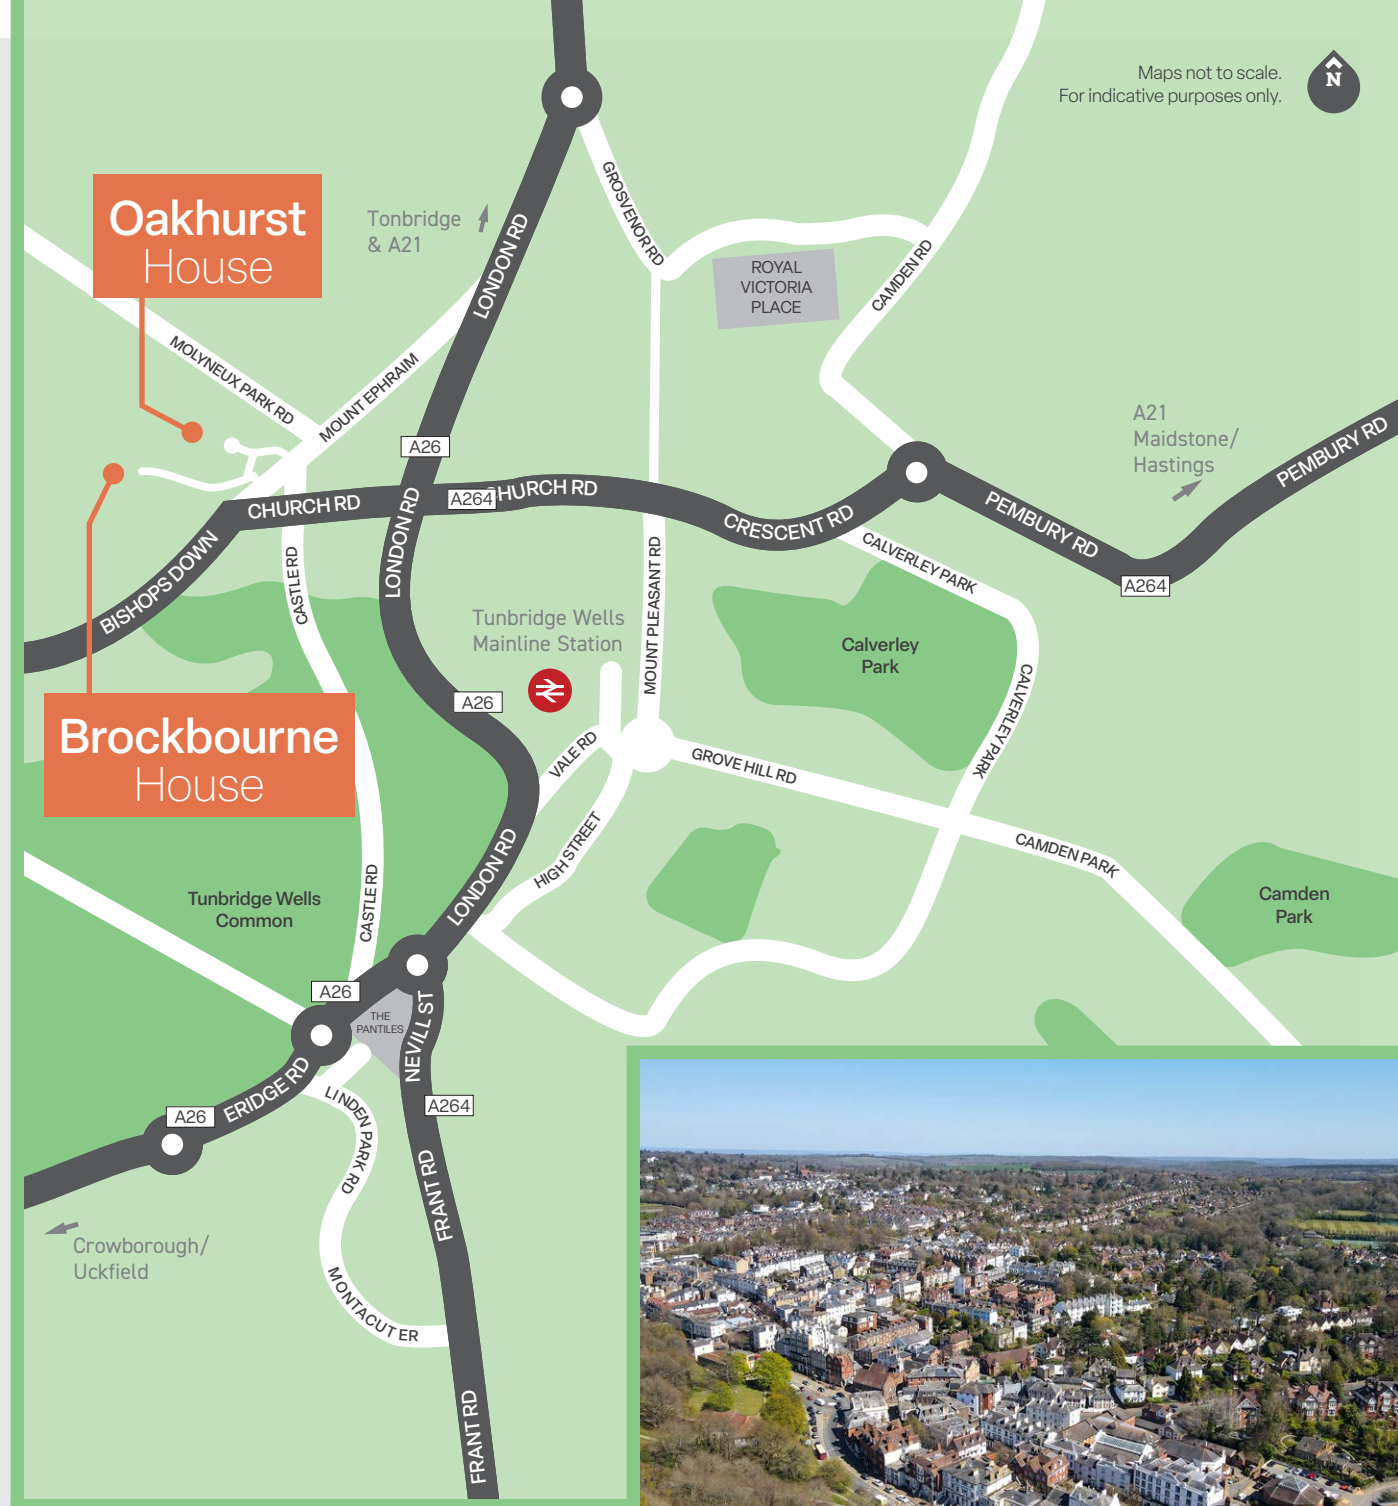 Maps not to scale.
For indicative purposes only.
N
Oakhurst
House
Tonbridge
& A21
LONDON RD
GROSVENOR RD
ROYAL
VICTORIA
PLACE
CAMDEN RD
MOLYNEUX PARK RD
MOUNT EPHRAIM
A26
A21
Maidstone/
Hastings
PEMBURY RD
CHURCH RD
A264
CHURCH RD
CRESCENT RD
PEMBURY RD
A264
BISHOPS DOWN
CASTLE RD
LONDON RD
MOUNT PLEASANT RD
CALVERLEY PARK
Tunbridge Wells
Mainline Station
Calverley
Park
CALVERLEY PARK
A26
Brockbourne
House
VALE RD
GROVE HILL RD
HIGH STREET
LONDON RD
CAMDEN PARK
Tunbridge Wells
Common
CASTLE RD
Camden
Park
A26
THE
PANTILES
NEVILL ST
ERIDGE RD
A26
LINDEN PARK RD
A264
FRANT RD
Crowborough/
Uckfield
MONTACUTE R
FRANT RD